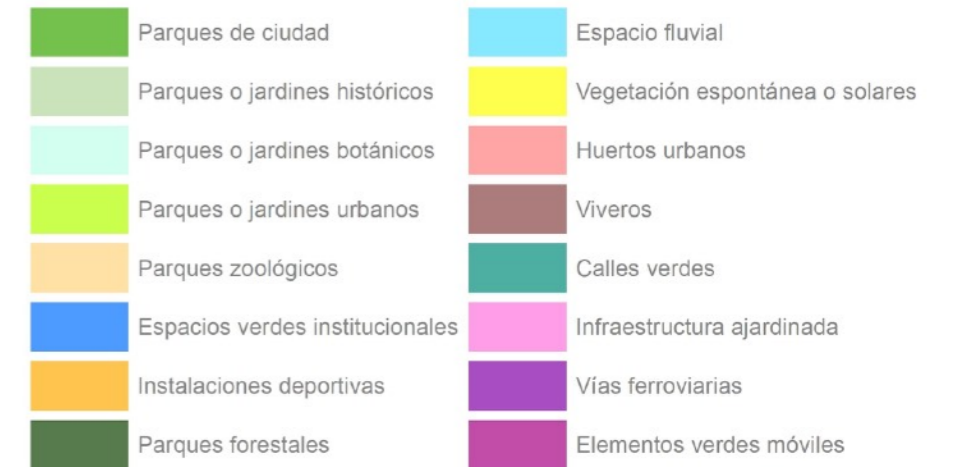 Parques de ciudad
Parques o jardines históricos
Parques o jardines botánicos
Parques o jardines urbanos
Parques zoológicos
Espacios verdes institucionales
Instalaciones deportivas
Parques forestales
Espacio fluvial
Vegetación espontánea o solares
Huertos urbanos
Viveros
Calles verdes
Infraestructura ajardinada
Vías ferroviarias
Elementos verdes móviles